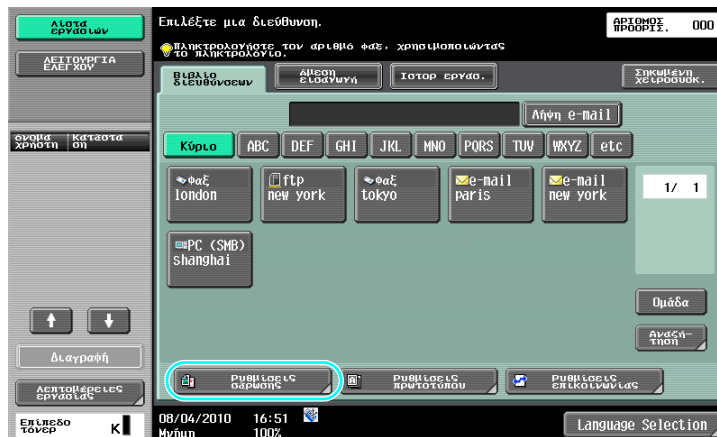 Λίστα
εργασιών
Επιλέξτε μια διεύθυνση.
ΑΡΙΘΜΟΣ
ΠΡΟΟΡΙΣ.
000
Πληκτρολογήστε τον αριθμό φαξ, χρησιμοποιώντας
το πληκτρολόγιο.
ΛΕΙΤΟΥΡΓΙΑ
ΕΛΕΓΧΟΥ
Βιβλίο
διευθύνσεων
άμεση
εισαγωγή
Ιστορ εργασ.
Σηκωμένη
χειροσυσκ.
Λήψη e-mail
όνομα
χρήστη
Κατάστα
ση
Κύριο ABC DEF GHI JKL MNO PQRS TUV WXYZ etc
φαξ
london
ftp
new york
φαξ
tokyo
e-mail
paris
e-mail
new york
1/ 1
PC (SMB)
shanghai
Ομάδα
Αναζή-
τηση
Διαγραφή
Λεπτομέρειες
εργασίας
Ρυθμίσεις
σάρωσης
Ρυθμίσεις
πρωτοτύπου
Ρυθμίσεις
επικοινωνίας
Επίπεδο
τόνερ
K
08/04/2010 16:51
Μνήμη 100%
Language Selection